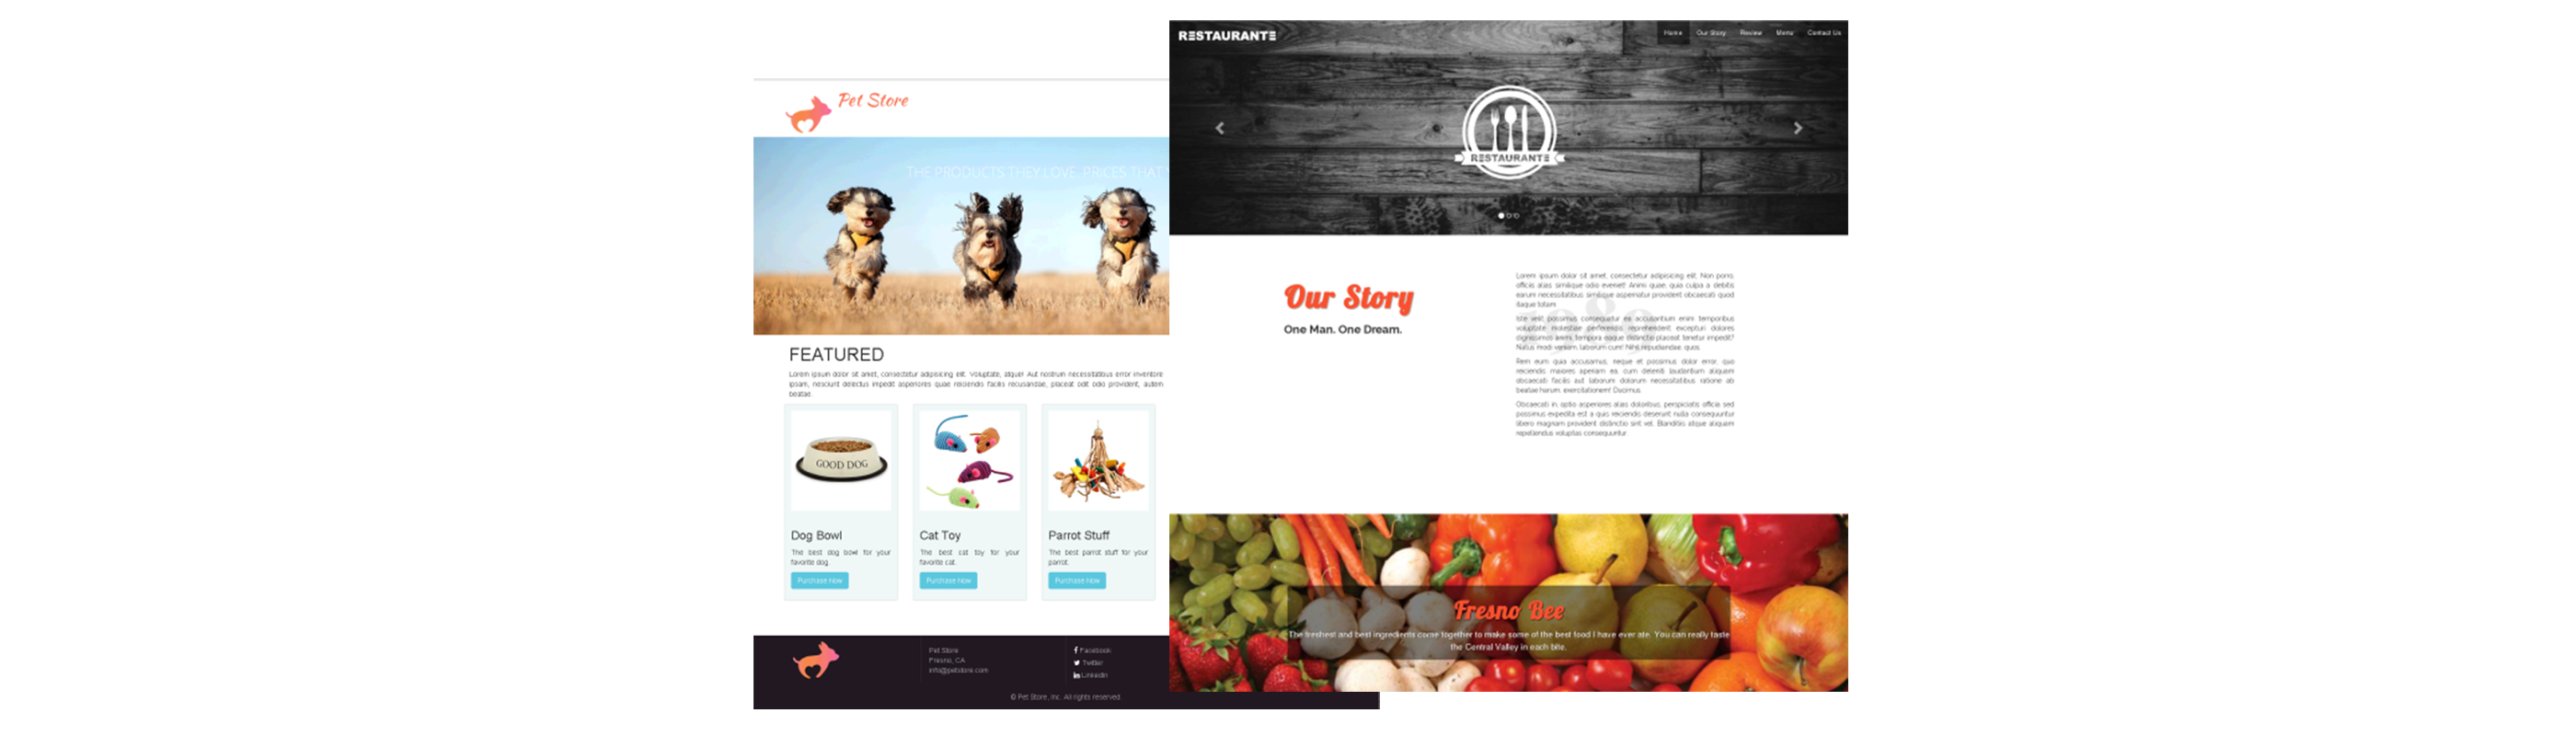 Pet Store
THE PRODUCTS THEY LOVE. PRICES THAT
FEATURED
Lorem ipsum dolor sit amet, consectetur adipisicing elit. Voluptate, atque! Aut nostrum necessitatibus error inventore
ipsam, nesciunt delectus impedit asperiores quae reiciendis facilis recusandae, placeat odit odio provident, autem
beatae.
GOOD DOG
Dog Bowl
The best dog bowl for your
favorite dog.
Purchase Now
Cat Toy
The best cat toy for your
favorite cat.
Purchase Now
Parrot Stuff
The best parrot stuff for your
parrot.
Purchase Now
Pet Store
Fresno, CA
info@petstore.com
Facebook
Twitter
LinkedIn
© Pet Store, Inc. All rights reserved.
RESTAURANTE
Home Our Story Review Menu Contact Us
RESTAURANTE
Our Story
One Man. One Dream.
1989
Lorem ipsum dolor sit amet, consectetur adipisicing elit. Non porro,
officiis alias similique odio eveniet! Animi quae, quia culpa a debitis
earum necessitatibus similique aspernatur provident obcaecati quod
itaque totam.
Iste velit possimus consequatur ea accusantium enim temporibus
voluptate molestiae perferendis reprehenderit excepturi dolores
dignissimos animi, tempora eaque distinctio placeat tenetur impedit?
Natus modi veniam, laborum cum! Nihil repudiandae, quos.
Rem eum quia accusamus, neque et possimus dolor error, quo
reiciendis maiores aperiam ea, cum deleniti laudantium aliquam
obcaecati facilis aut laborum dolorum necessitatibus ratione ab
beatae harum, exercitationem! Ducimus.
Obcaecati in, optio asperiores alias doloribus, perspiciatis officia sed
possimus expedita est a quis reiciendis deserunt nulla consequuntur
libero magnam provident distinctio sint vel. Blanditiis atque aliquam
repellendus voluptas consequuntur.
Fresno Bee
The freshest and best ingredients come together to make some of the best food I have ever ate. You can really taste
the Central Valley in each bite.